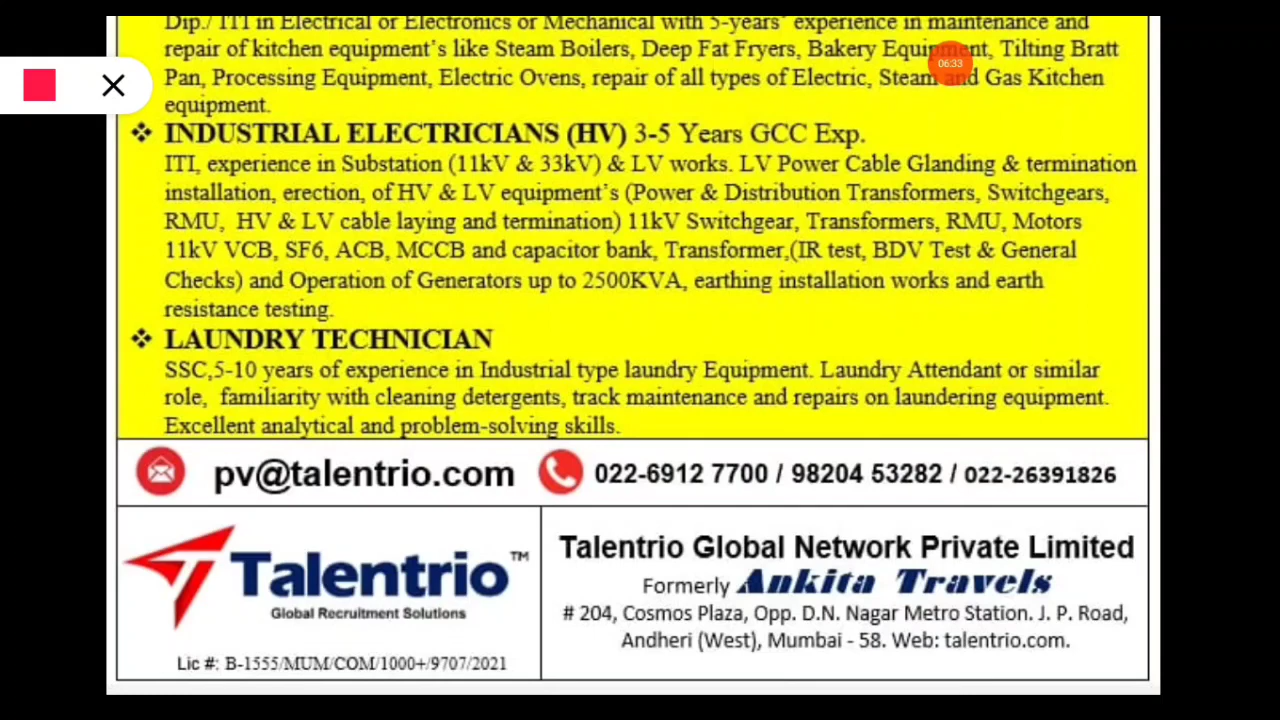 Dip./ ITI in Electrical or Electronics or Mechanical with 5-years' experience in maintenance and
repair of kitchen equipment's like Steam Boilers, Deep Fat Fryers, Bakery Equipment, Tilting Bratt
Pan, Processing Equipment, Electric Ovens, repair of all types of Electric, Steam and Gas Kitchen
equipment.
06:33
❖ INDUSTRIAL ELECTRICIANS (HV) 3-5 Years GCC Exp.
ITI, experience in Substation (11kV & 33kV) & LV works. LV Power Cable Glanding & termination
installation, erection, of HV & LV equipment's (Power & Distribution Transformers, Switchgears,
RMU, HV & LV cable laying and termination) 11kV Switchgear, Transformers, RMU, Motors
11kV VCB, SF6, ACB, MCCB and capacitor bank, Transformer,(IR test, BDV Test & General
Checks) and Operation of Generators up to 2500KVA, earthing installation works and earth
resistance testing.
❖ LAUNDRY TECHNICIAN
SSC,5-10 years of experience in Industrial type laundry Equipment. Laundry Attendant or similar
role, familiarity with cleaning detergents, track maintenance and repairs on laundering equipment.
Excellent analytical and problem-solving skills.
pv@talentrio.com 022-6912 7700 / 98204 53282 / 022-26391826
Talentrio™
Global Recruitment Solutions
Lic #: B-1555/MUM/COM/1000+/9707/2021
Talentrio Global Network Private Limited
Formerly Ankita Travels
# 204, Cosmos Plaza, Opp. D.N. Nagar Metro Station. J. P. Road,
Andheri (West), Mumbai - 58. Web: talentrio.com.